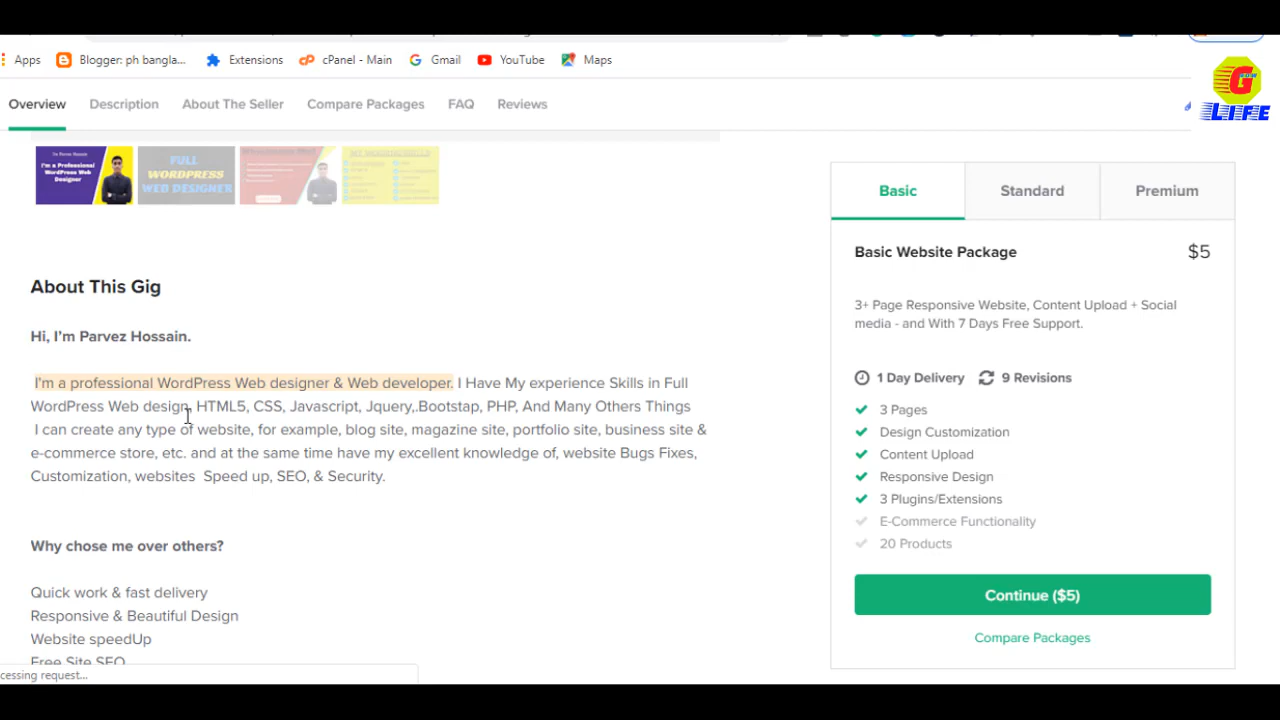 Apps Blogger: ph bangla... Extensions cPanel - Main Gmail YouTube Maps
G
LIFE
Overview Description About The Seller Compare Packages FAQ Reviews
I'm a Professional
WordPress Web
Designer
FULL
WORDPRESS
WEB DESIGNER
Basic Standard Premium
Basic Website Package $5
3+ Page Responsive Website, Content Upload + Social
media - and With 7 Days Free Support.
1 Day Delivery 9 Revisions
3 Pages
Design Customization
Content Upload
Responsive Design
3 Plugins/Extensions
E-Commerce Functionality
20 Products
Continue ($5)
Compare Packages
About This Gig
Hi, I'm Parvez Hossain.
I'm a professional WordPress Web designer & Web developer. I Have My experience Skills in Full
WordPress Web design, HTML5, CSS, Javascript, Jquery,.Bootstap, PHP, And Many Others Things
I can create any type of website, for example, blog site, magazine site, portfolio site, business site &
e-commerce store, etc. and at the same time have my excellent knowledge of, website Bugs Fixes,
Customization, websites Speed up, SEO, & Security.
Why chose me over others?
Quick work & fast delivery
Responsive & Beautiful Design
Website speedUp
Free Site SEO
cessing request...